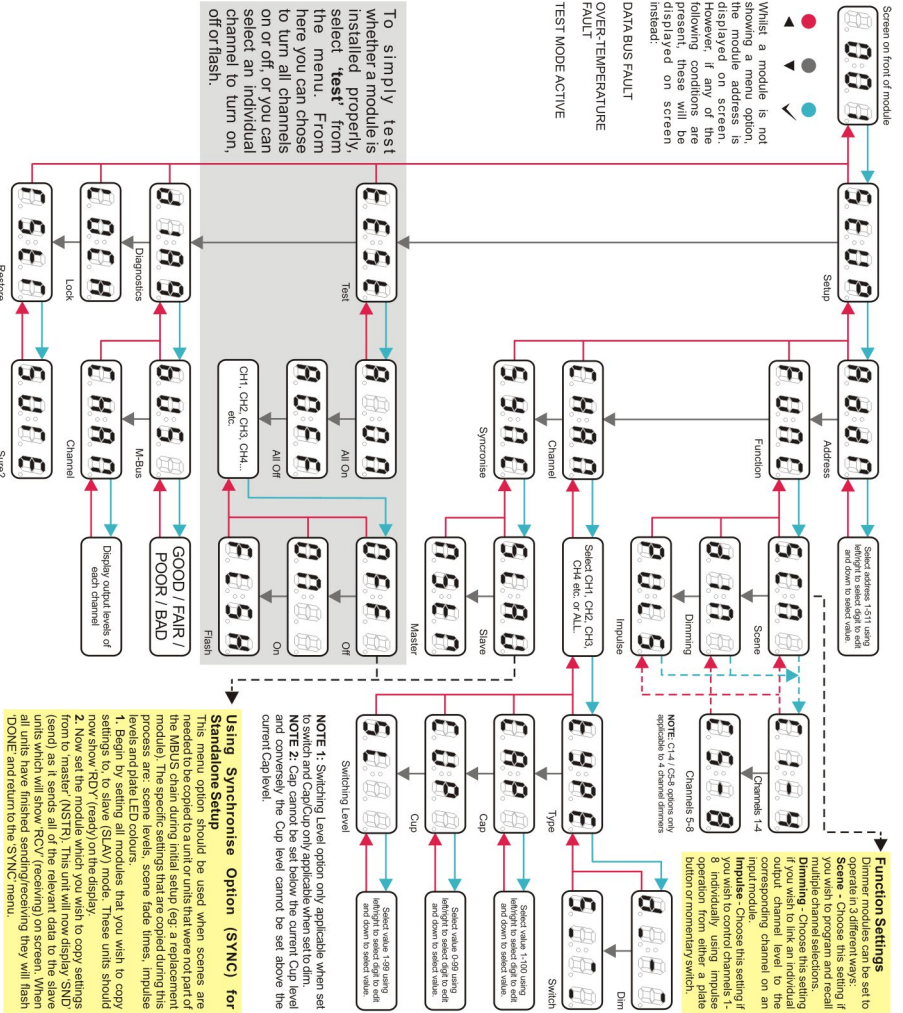 Screen on front of module
Whilst a module is not
showing a menu option,
the module address is
displayed on screen.
However, if any of the
following conditions are
present, these will be
displayed on screen
instead:
DATA BUS FAULT
OVER-TEMPERATURE
FAULT
TEST MODE ACTIVE
To simply test
whether a module is
installed properly,
select 'test' from
the menu. From
here you can chose
to turn all channels
on or off, or you can
select an individual
channel to turn on,
off or flash.
Setup
Test
Diagnostics
Lock
Restore
Address
Function
Channel
Syncronise
All On
All Off
CH1, CH2, CH3, CH4...
etc.
M-Bus
Channel
Sure?
Select address 1-511 using
left/right to select digit to edit
and down to select value.
Scene
Dimming
Impulse
Select CH1, CH2, CH3,
CH4 etc. or ALL.
Slave
Master
Off
On
Flash
GOOD / FAIR /
POOR / BAD
Display output levels of
each channel
Channels 1-4
Channels 5-8
NOTE: C1-4 / C5-8 options only
applicable to 4 channel dimmers
Type
Cap
Cup
Switching Level
Dim
Switch
Select value 1-100 using
left/right to select digit to edit
and down to select value.
Select value 0-99 using
left/right to select digit to edit
and down to select value.
Select value 1-99 using
left/right to select digit to edit
and down to select value.
NOTE 1: Switching Level option only applicable when set
to switch and Cap/Cup only applicable when set to dim.
NOTE 2: Cap cannot be set below the current Cup level
and conversely the Cup level cannot be set above the
current Cap level.
Function Settings
Dimmer modules can be set to
operate in 3 different ways:
Scene - Choose this setting if
you wish to program and recall
multiple channel selections.
Dimming - Choose this setting
if you wish to link an individual
output channel level to the
corresponding channel on an
input module.
Impulse - Choose this setting if
you wish to control channels 1-
8 individually using impulse
operation from either a plate
button or momentary switch.
Using Synchronise Option (SYNC) for
Standalone Setup
This menu option should be used when scenes are
needed to be copied to a unit or units that were not part of
the MBUS chain during initial setup (eg: a replacement
module). The specific settings that are copied during this
process are: scene levels, scene fade times, impulse
levels and plate LED colours.
1. Begin by setting all modules that you wish to copy
settings to, to slave (SLAV) mode. These units should
now show 'RDY' (ready) on the display.
2. Now set the module which you wish to copy settings
from to 'master' (NSTR). This unit will now display 'SND'
(send) as it sends all of the relevant data to the slave
units which will show 'RCV' (receiving) on screen. When
all units have finished sending/receiving they will flash
'DONE' and return to the 'SYNC' menu.